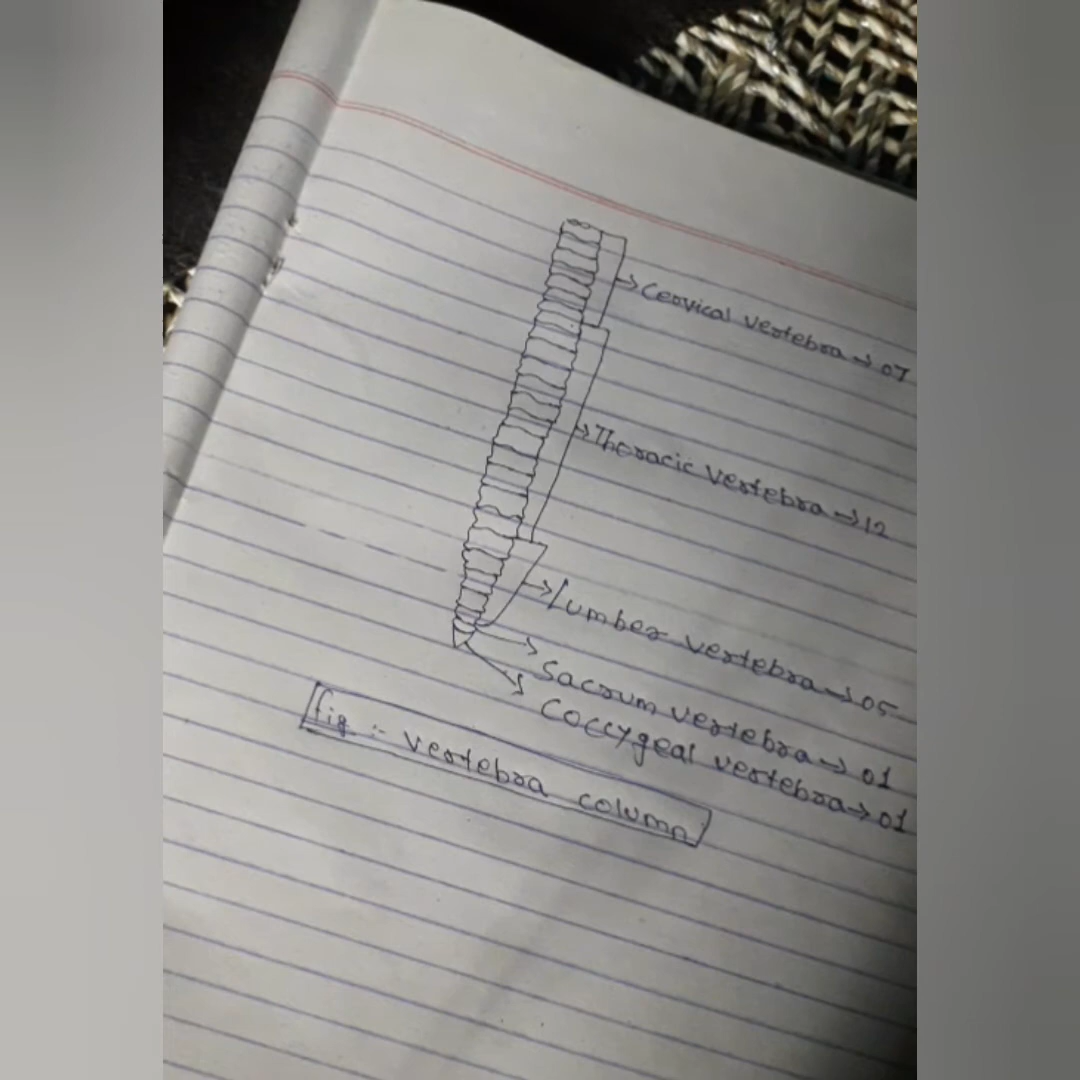 → Cervical vertebra → 07
→ Thoracic vertebra → 12
→ Lumber vertebra → 05
Sacrum vertebra → 01
Coccygeal vertebra → 01
fig :- vertebra column